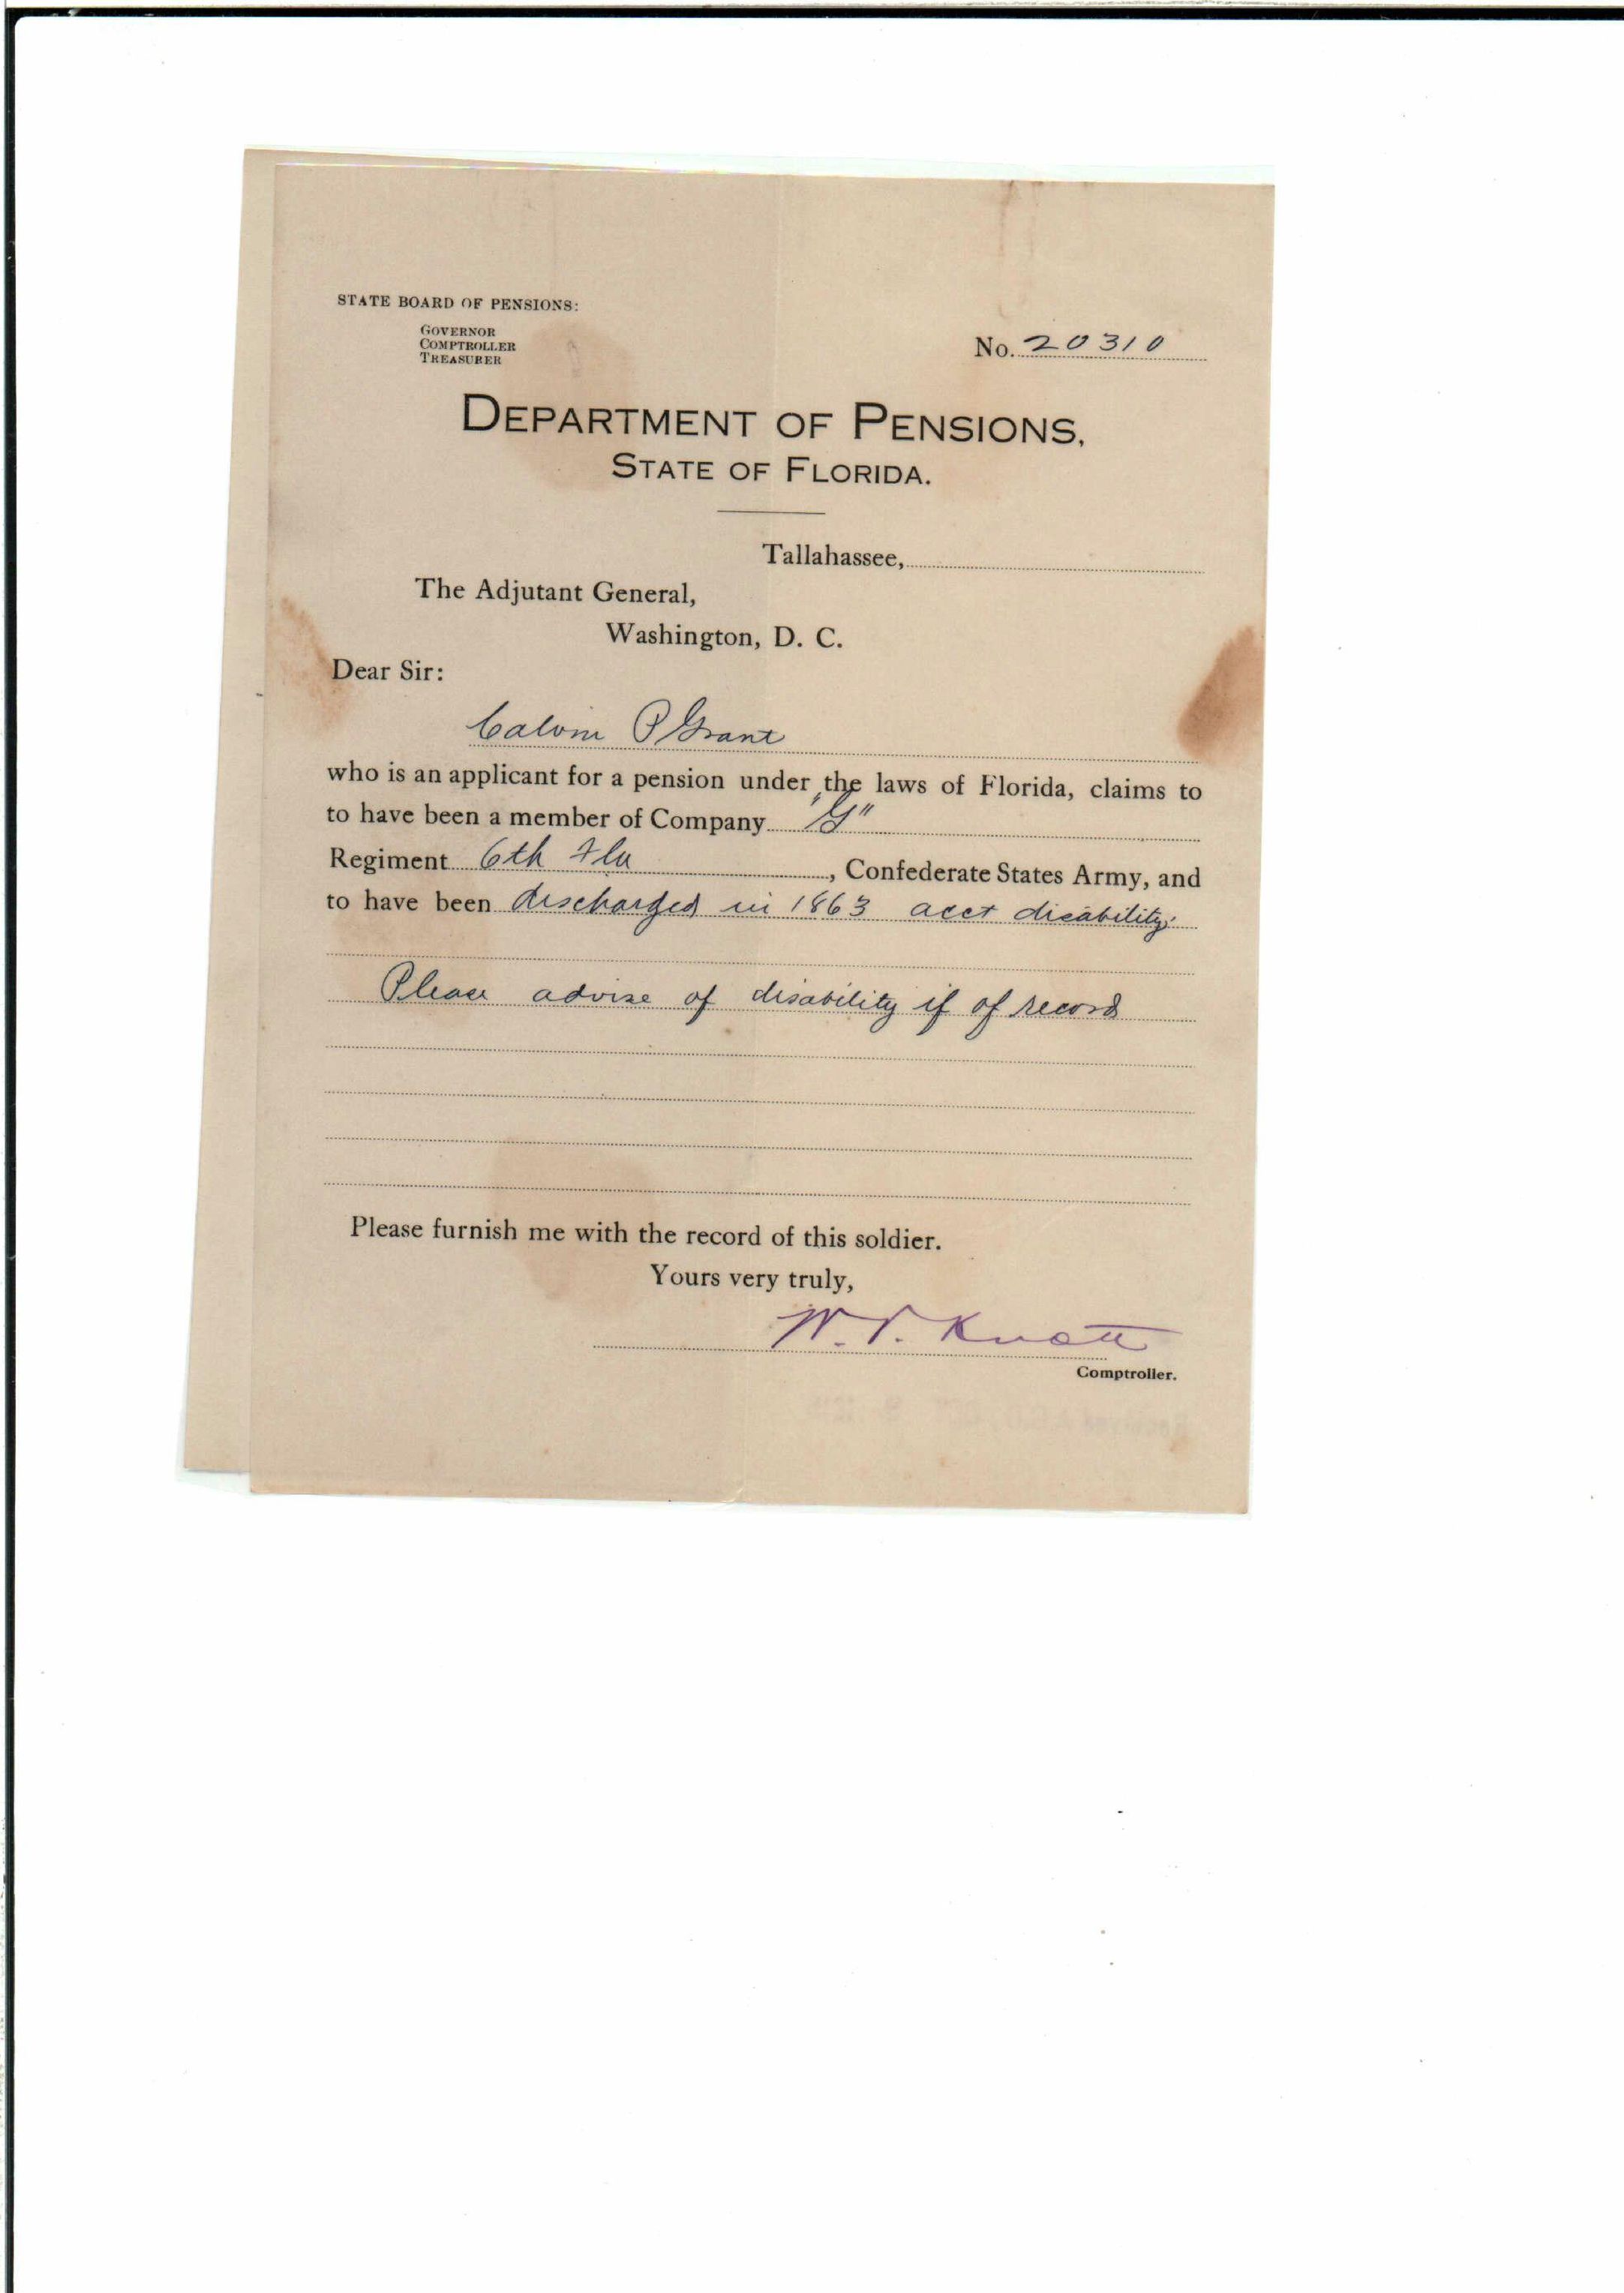 STATE BOARD OF PENSIONS:
GOVERNOR
COMPTROLLER
TREASURER
No. 20310
DEPARTMENT OF PENSIONS,
STATE OF FLORIDA.
Tallahassee,
The Adjutant General,
Washington, D. C.
Dear Sir:
Calvin P Grant
who is an applicant for a pension under the laws of Florida, claims to
to have been a member of Company "G"
Regiment 6th Fla, Confederate States Army, and
to have been discharged in 1863 acct disability.
Please advise of disability if of record
Please furnish me with the record of this soldier.
Yours very truly,
W. V. Knott
Comptroller.